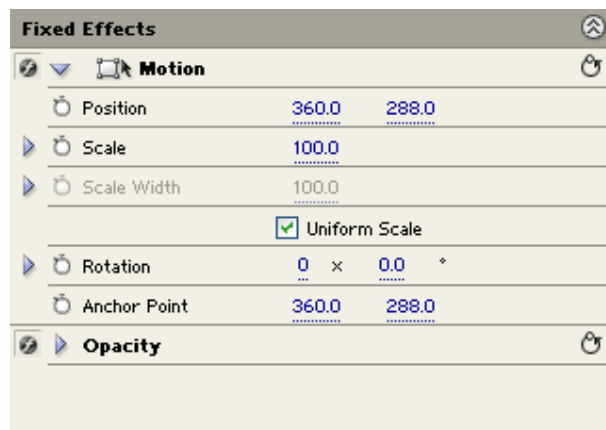 Fixed Effects
Motion
Position 360.0 288.0
Scale 100.0
Scale Width 100.0
Uniform Scale
Rotation 0 × 0.0 °
Anchor Point 360.0 288.0
Opacity